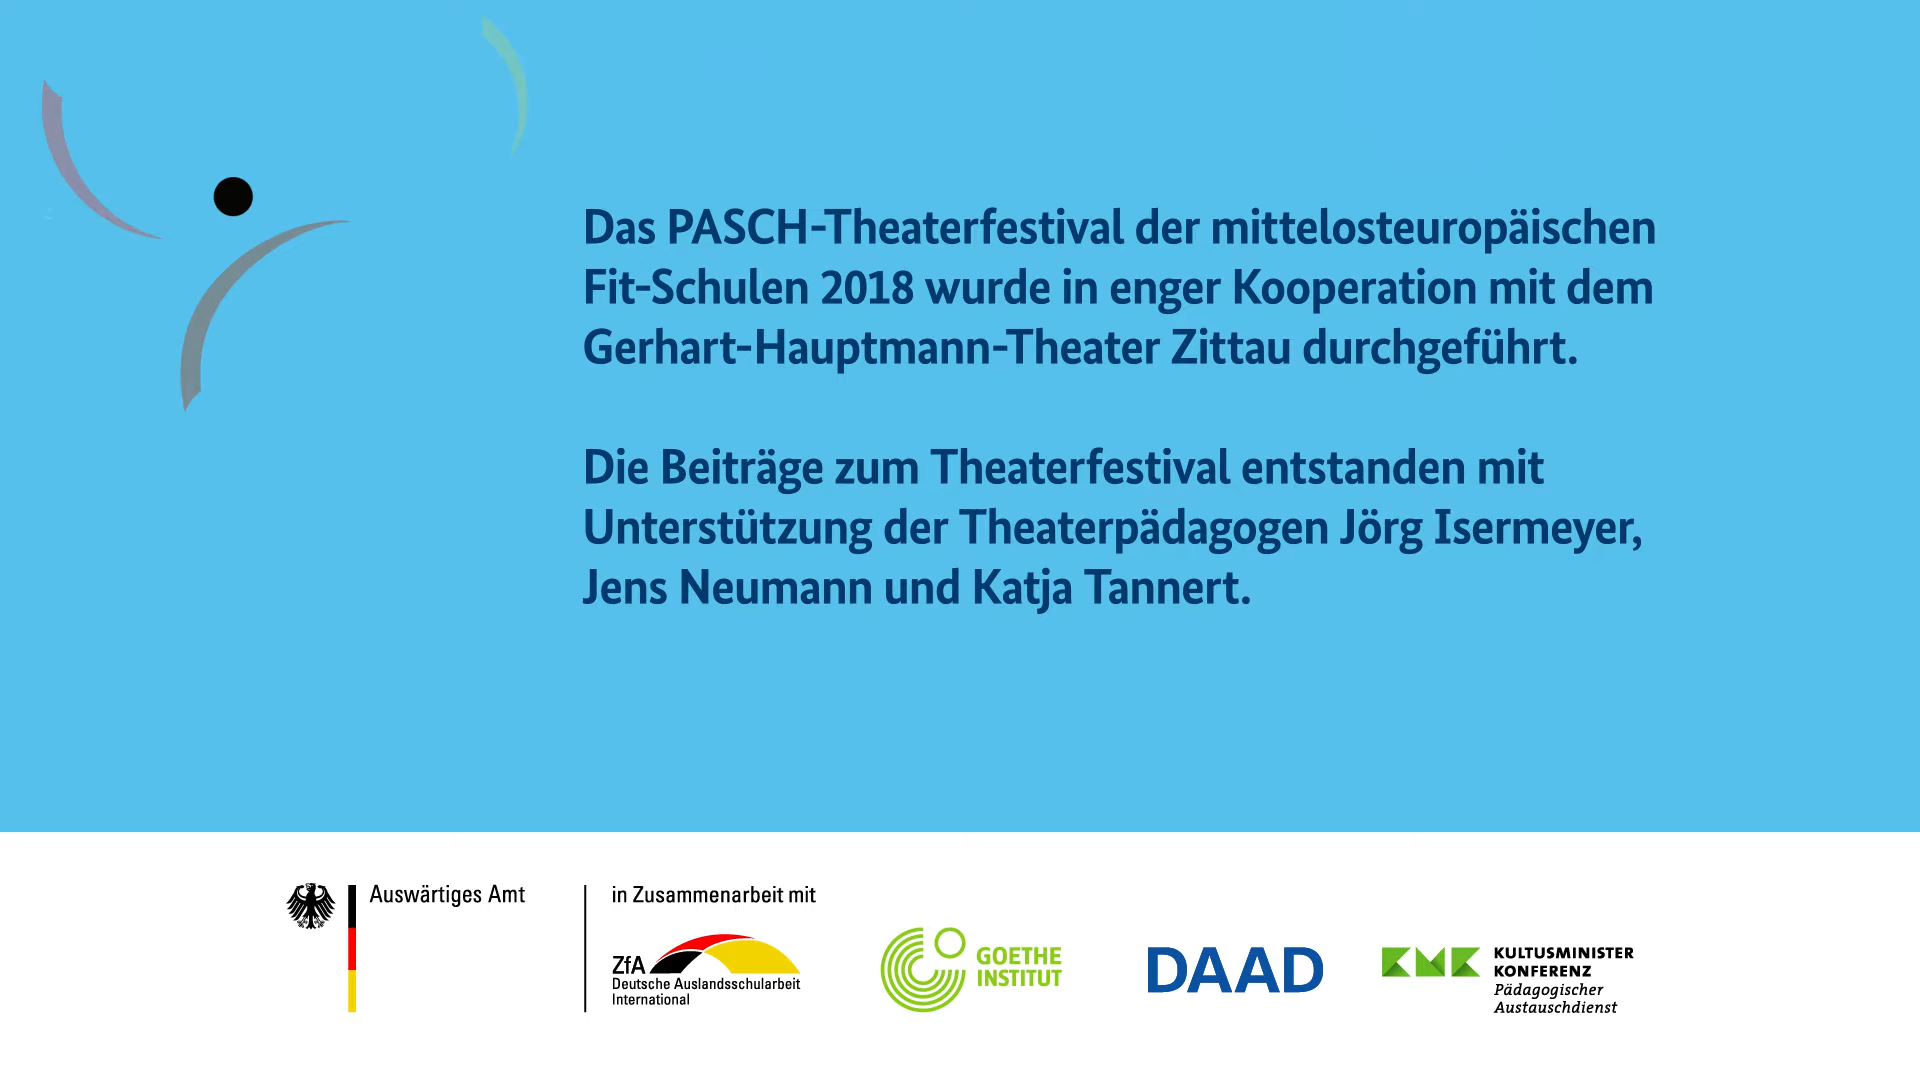 Das PASCH-Theaterfestival der mittelosteuropäischen
Fit-Schulen 2018 wurde in enger Kooperation mit dem
Gerhart-Hauptmann-Theater Zittau durchgeführt.
Die Beiträge zum Theaterfestival entstanden mit
Unterstützung der Theaterpädagogen Jörg Isermeyer,
Jens Neumann und Katja Tannert.
Auswärtiges Amt
in Zusammenarbeit mit
ZfA
Deutsche Auslandsschularbeit
International
GOETHE
INSTITUT
DAAD
KMK
KULTUSMINISTER
KONFERENZ
Pädagogischer
Austauschdienst